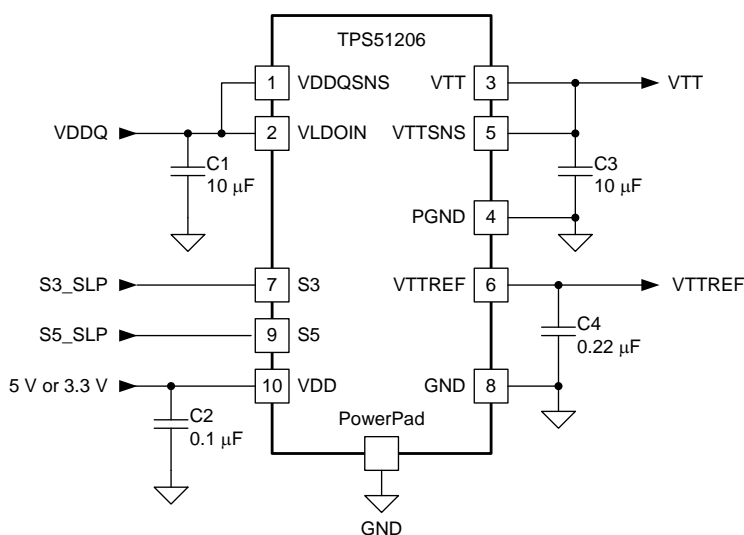 TPS51206
1 VDDQSNS VTT 3 VTT
VDDQ 2 VLDOIN VTTSNS 5
C1
10 μF
C3
10 μF
PGND 4
S3_SLP 7 S3 VTTREF 6 VTTREF
S5_SLP 9 S5
C4
0.22 μF
5 V or 3.3 V 10 VDD GND 8
C2
0.1 μF
PowerPad
GND